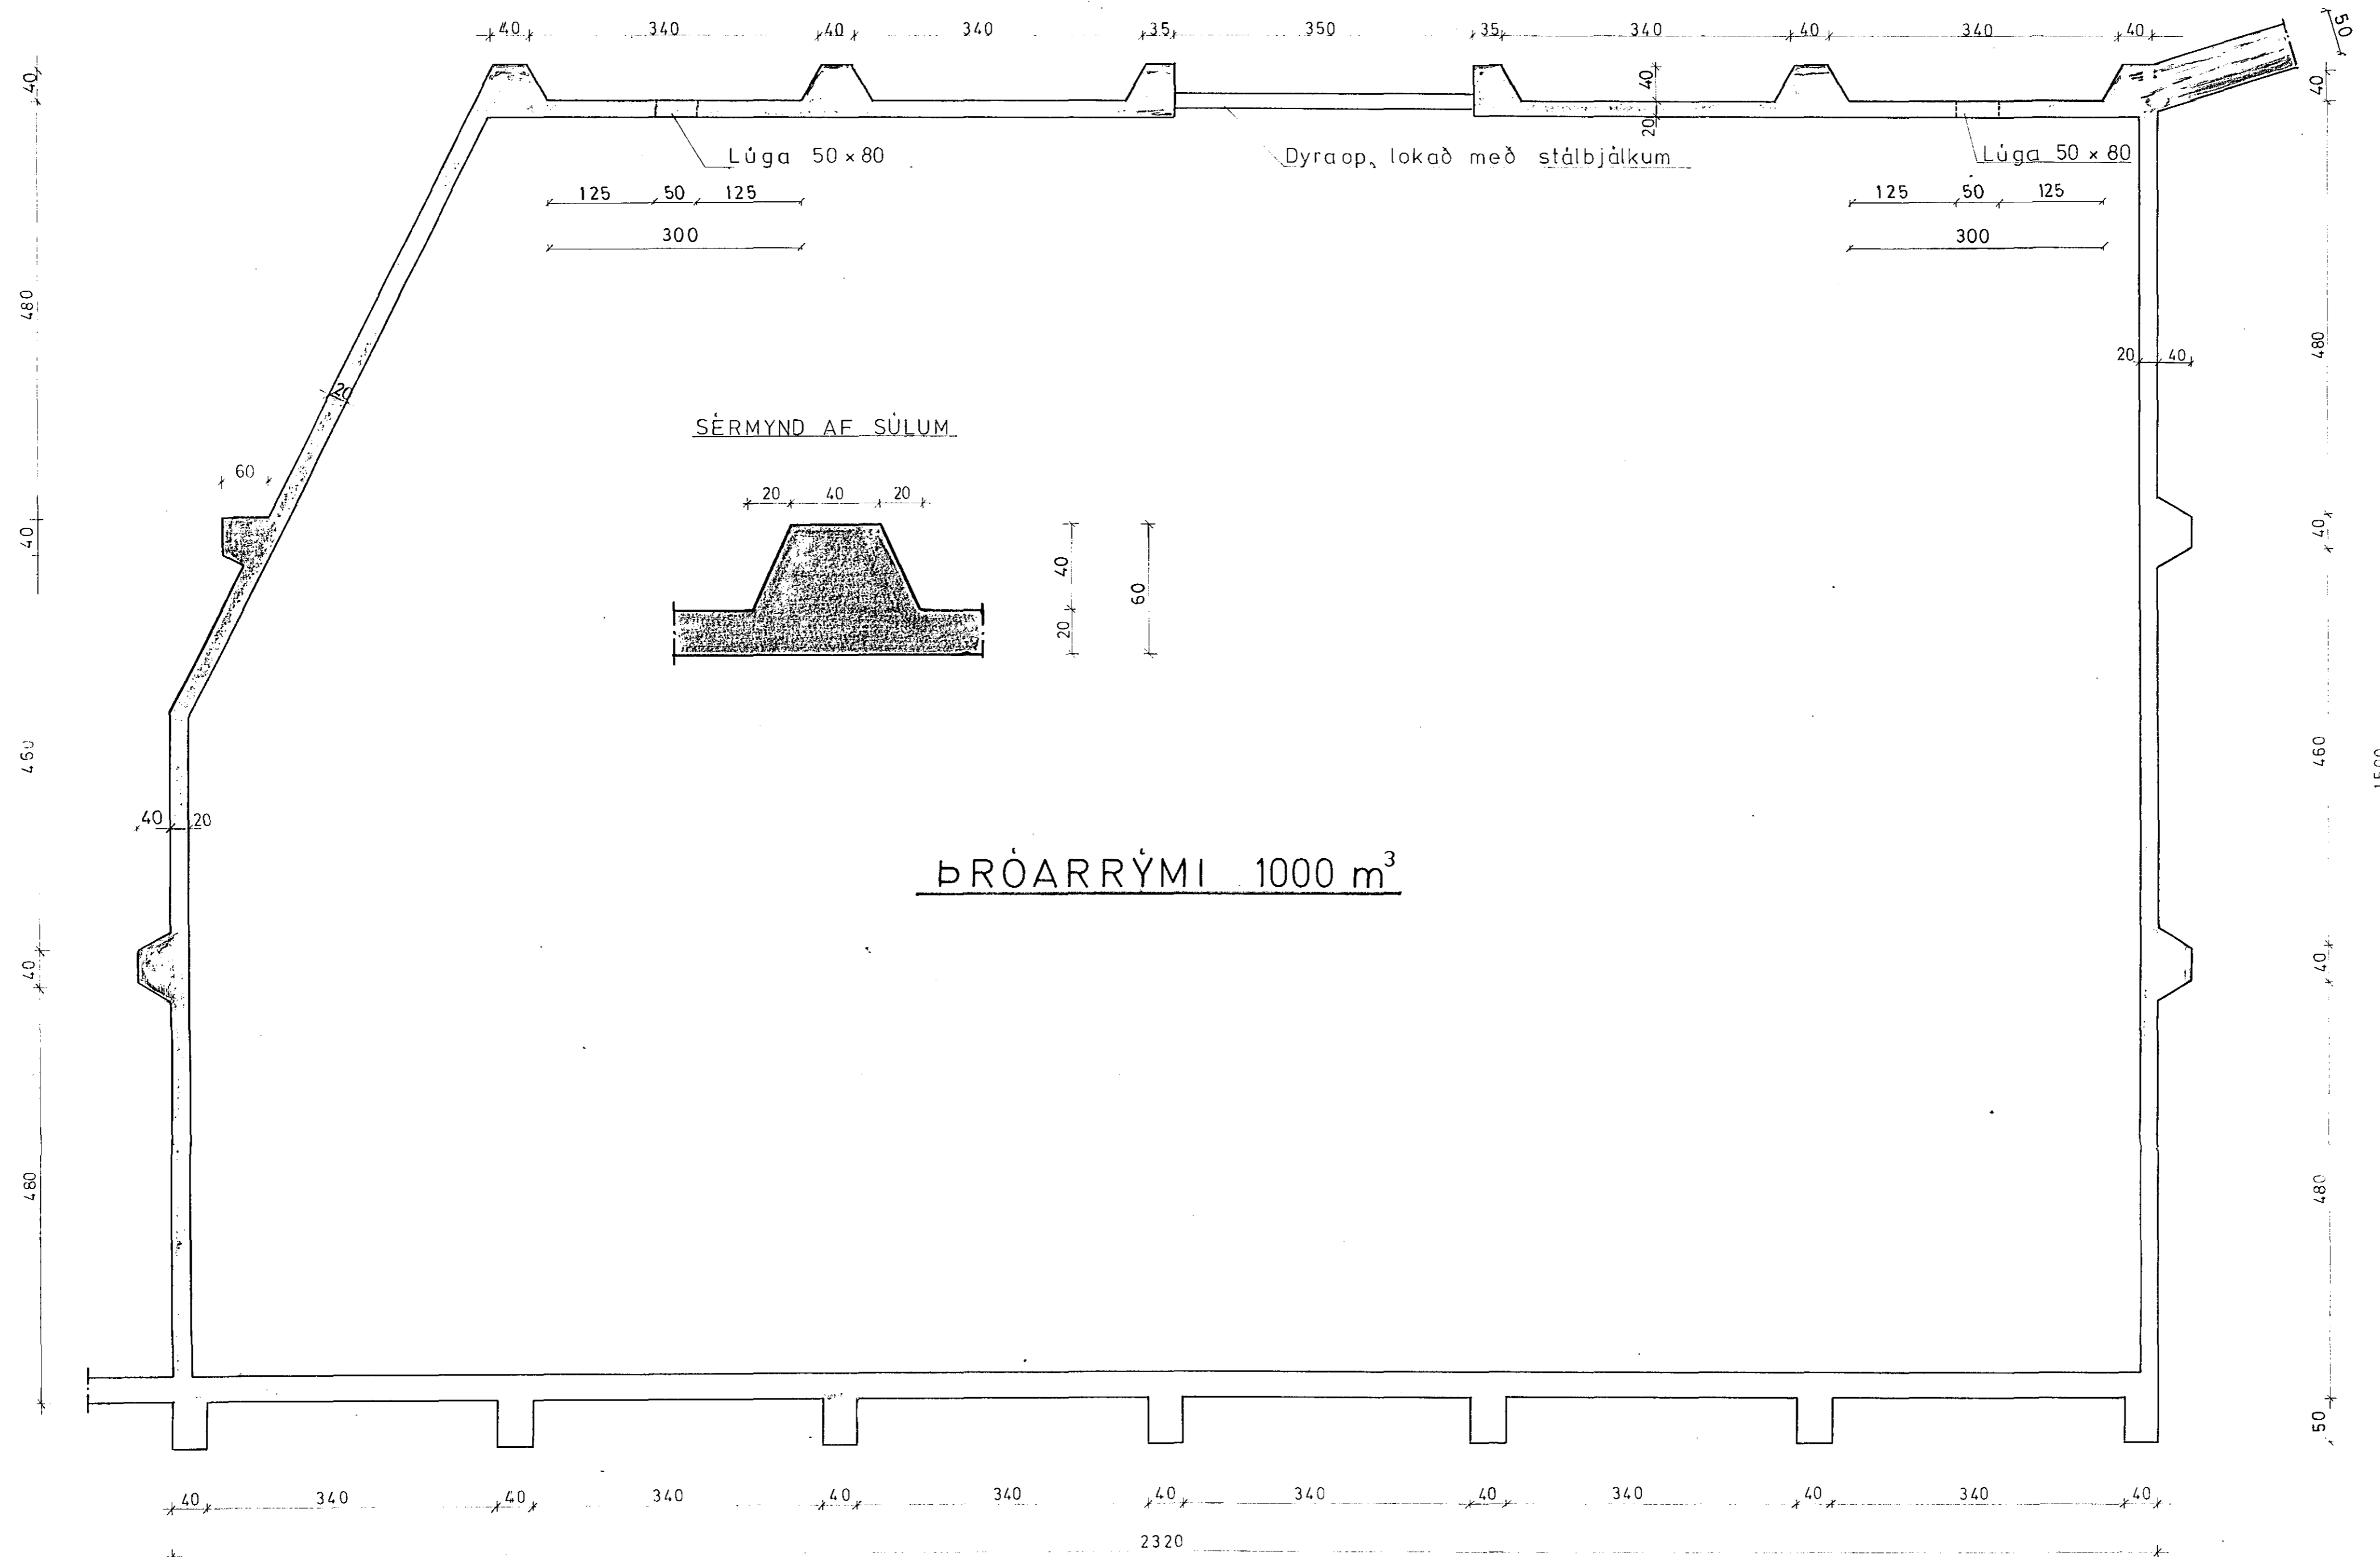 40 340 40 340 35 350 35 340 40 340 40 50
40 40 40
20
Lúga 50 × 80
Dyraop, lokað með stálbjálkum
Lúga 50 × 80
125 50 125
300
125 50 125
300
480
480
20 40
20
SÉRMYND AF SÚLUM
60
20 40 20
40
40
40 60
20
460
460
1500
40 20
ÞRÓARRÝMI 1000 m³
40
40
480
480
50
40 340 40 340 40 340 40 340 40 340 40 340 40
2320